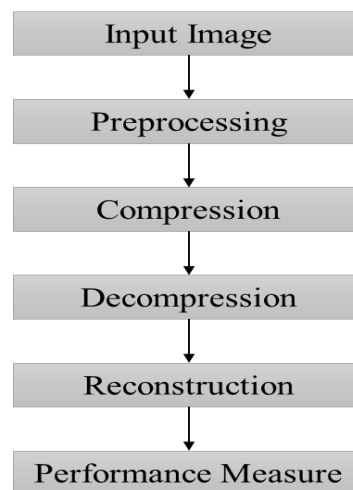 Input Image
Preprocessing
Compression
Decompression
Reconstruction
Performance Measure